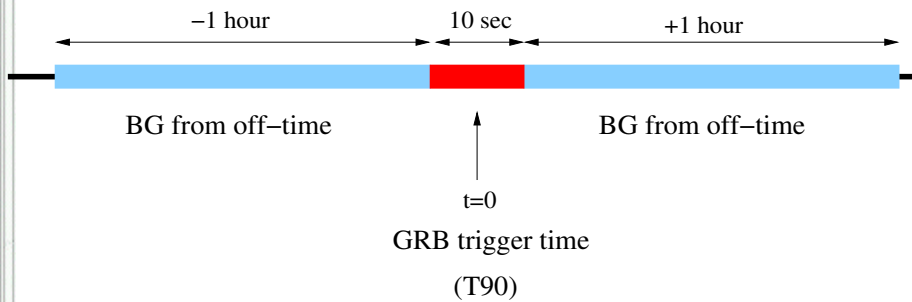 −1 hour 10 sec +1 hour
BG from off−time BG from off−time
t=0
GRB trigger time
(T90)